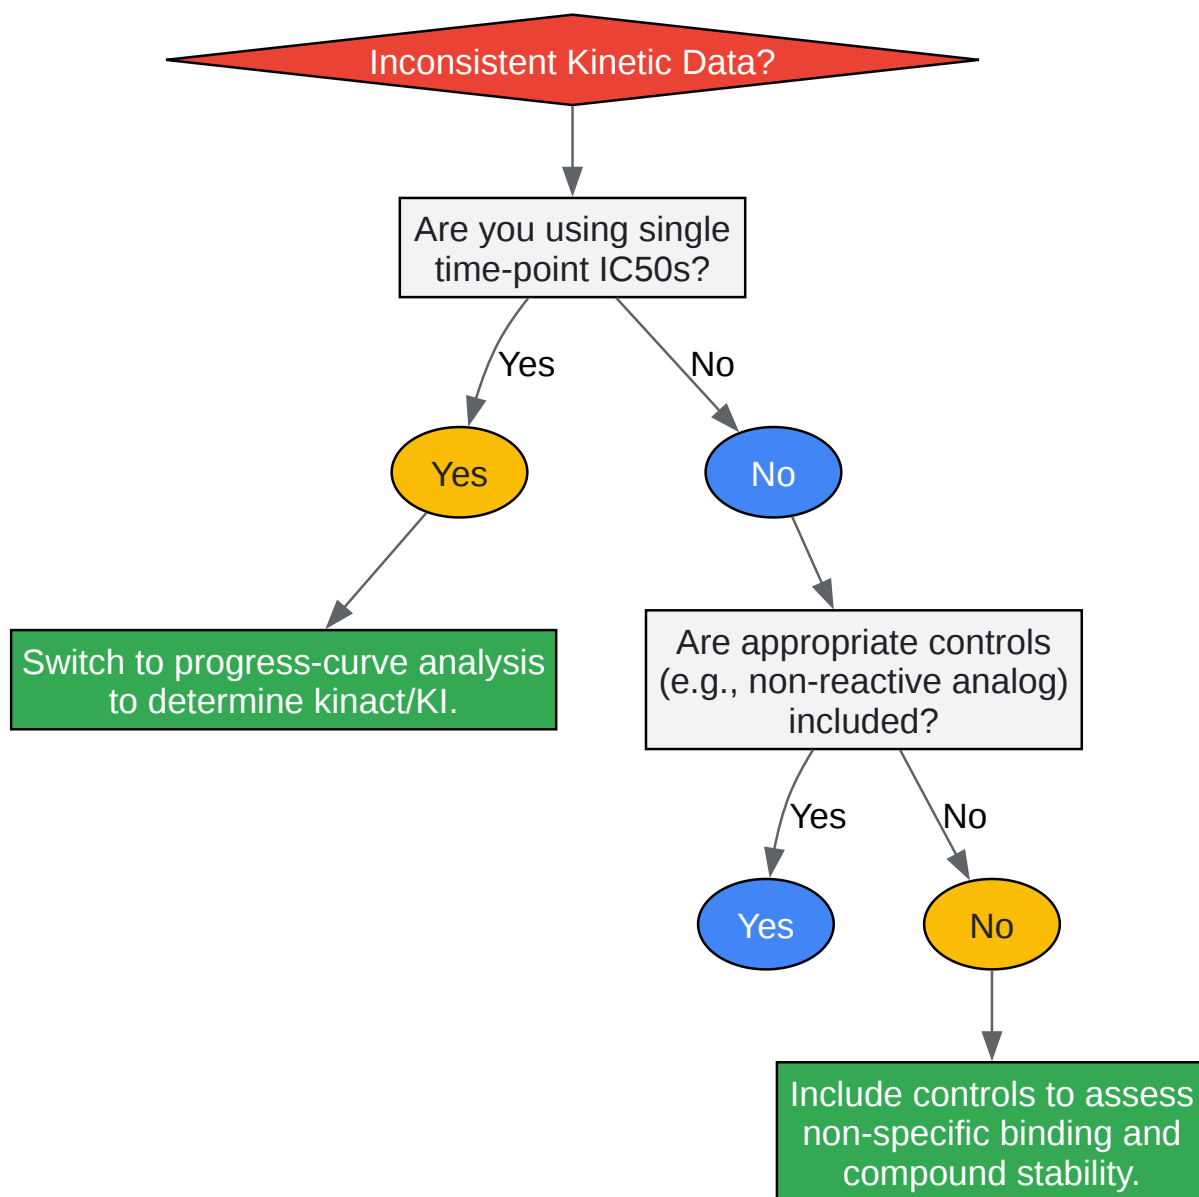 Inconsistent Kinetic Data?
Are you using single
time-point IC50s?
Yes
No
Yes
No
Switch to progress-curve analysis
to determine kinact/KI.
Are appropriate controls
(e.g., non-reactive analog)
included?
Yes
No
Yes
No
Include controls to assess
non-specific binding and
compound stability.